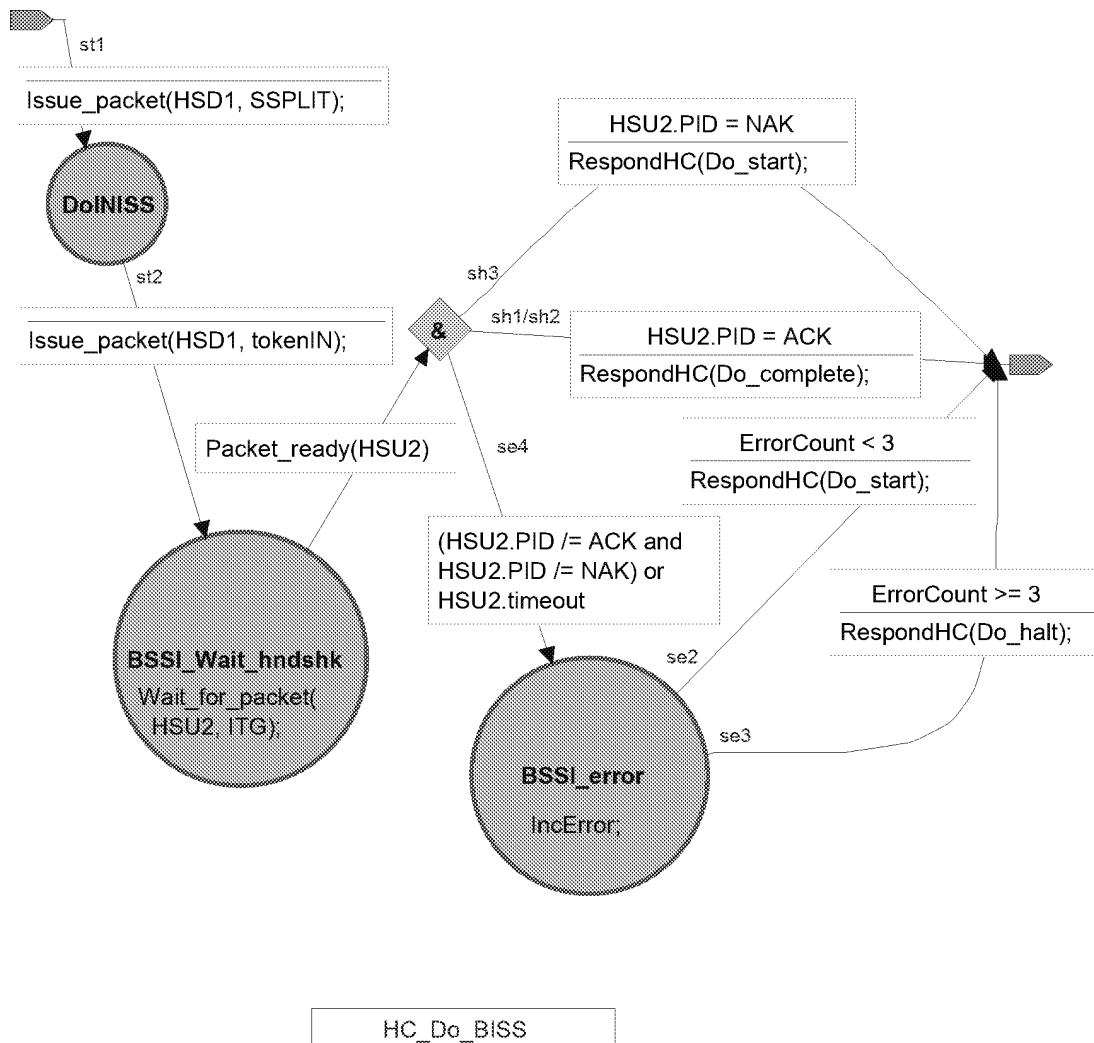 st1
Issue_packet(HSD1, SSPLIT);
DoINISS
st2
Issue_packet(HSD1, tokenIN);
Packet_ready(HSU2)
BSSI_Wait_hndshk
Wait_for_packet(
HSU2, ITG);
&
sh3
HSU2.PID = NAK
RespondHC(Do_start);
sh1/sh2
HSU2.PID = ACK
RespondHC(Do_complete);
se4
(HSU2.PID /= ACK and
HSU2.PID /= NAK) or
HSU2.timeout
BSSI_error
IncError;
se2
ErrorCount < 3
RespondHC(Do_start);
se3
ErrorCount >= 3
RespondHC(Do_halt);
HC_Do_BISS